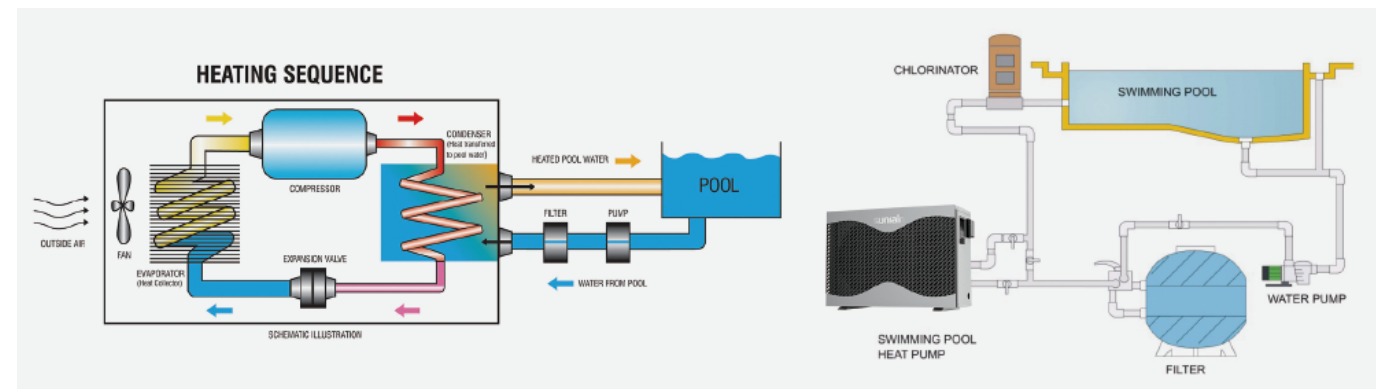 HEATING SEQUENCE
CONDENSER
(Heat transferred
to pool water)
HEATED POOL WATER
COMPRESSOR
POOL
OUTSIDE AIR
FAN
FILTER
PUMP
EVAPORATOR
(Heat Collector)
EXPANSION VALVE
WATER FROM POOL
SCHEMATIC ILLUSTRATION
CHLORINATOR
SWIMMING POOL
SWIMMING POOL
HEAT PUMP
WATER PUMP
FILTER